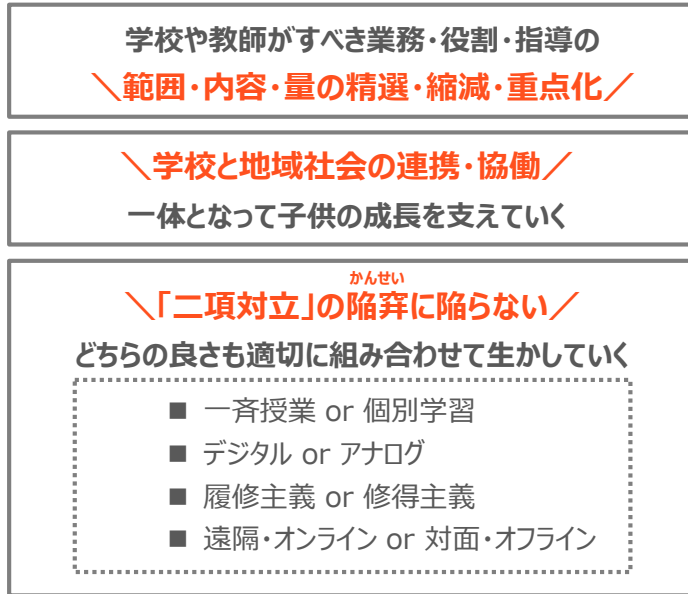 学校や教師がすべき業務・役割・指導の
＼範囲・内容・量の精選・縮減・重点化／
＼学校と地域社会の連携・協働／
一体となって子供の成長を支えていく
かんせい
＼「二項対立」の陥穽に陥らない／
どちらの良さも適切に組み合わせて生かしていく
■ 一斉授業 or 個別学習
■ デジタル or アナログ
■ 履修主義 or 修得主義
■ 遠隔・オンライン or 対面・オフライン